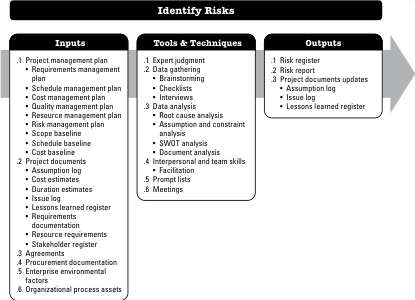 Identify Risks
Inputs
.1 Project management plan
• Requirements management
plan
• Schedule management plan
• Cost management plan
• Quality management plan
• Resource management plan
• Risk management plan
• Scope baseline
• Schedule baseline
• Cost baseline
.2 Project documents
• Assumption log
• Cost estimates
• Duration estimates
• Issue log
• Lessons learned register
• Requirements
documentation
• Resource requirements
• Stakeholder register
.3 Agreements
.4 Procurement documentation
.5 Enterprise environmental
factors
.6 Organizational process assets
Tools & Techniques
.1 Expert judgment
.2 Data gathering
• Brainstorming
• Checklists
• Interviews
.3 Data analysis
• Root cause analysis
• Assumption and constraint
analysis
• SWOT analysis
• Document analysis
.4 Interpersonal and team skills
• Facilitation
.5 Prompt lists
.6 Meetings
Outputs
.1 Risk register
.2 Risk report
.3 Project documents updates
• Assumption log
• Issue log
• Lessons learned register